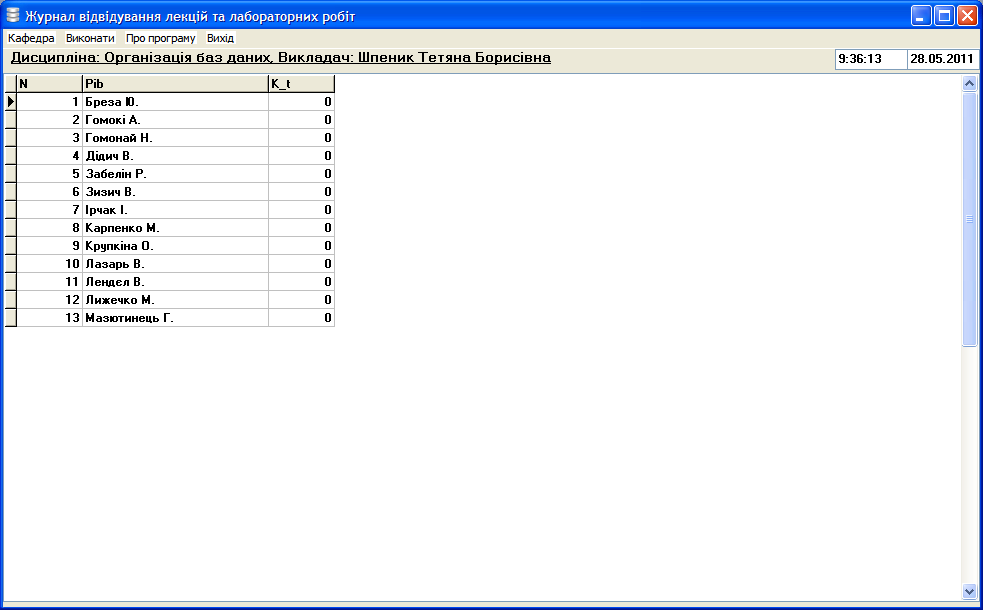 Журнал відвідування лекцій та лабораторних робіт
Кафедра Виконати Про програму Вихід
Дисципліна: Організація баз даних, Викладач: Шпеник Тетяна Борисівна 9:36:13 28.05.2011
N Pib K_t
1 Бреза Ю. 0
2 Гомокі А. 0
3 Гомонай Н. 0
4 Дідич В. 0
5 Забелін Р. 0
6 Зизич В. 0
7 Ірчак І. 0
8 Карпенко М. 0
9 Крупкіна О. 0
10 Лазарь В. 0
11 Лендєл В. 0
12 Лижечко М. 0
13 Мазютинець Г. 0